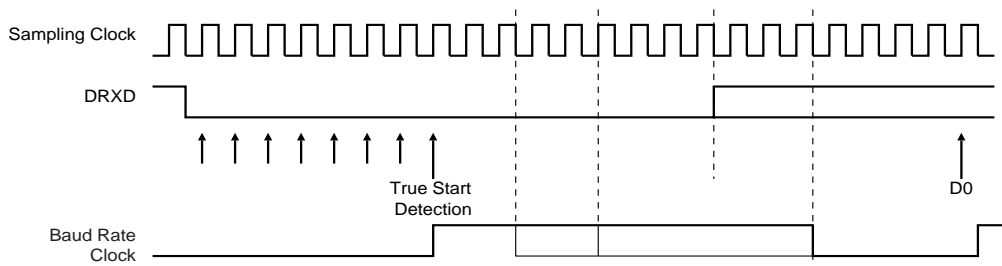 Sampling Clock
DRXD
True Start
Detection
D0
Baud Rate
Clock